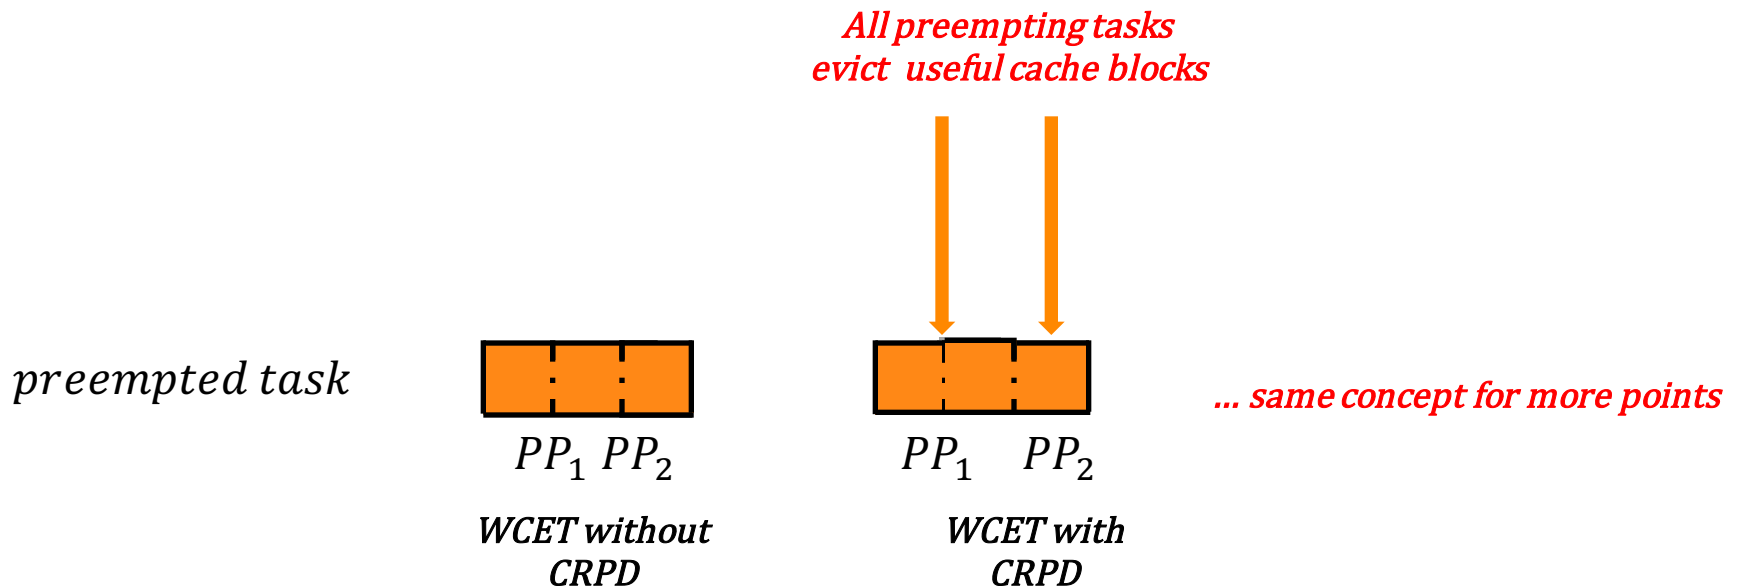 All preempting tasks
evict useful cache blocks
preempted task
... same concept for more points
PP₁ PP₂
PP₁ PP₂
WCET without
CRPD
WCET with
CRPD